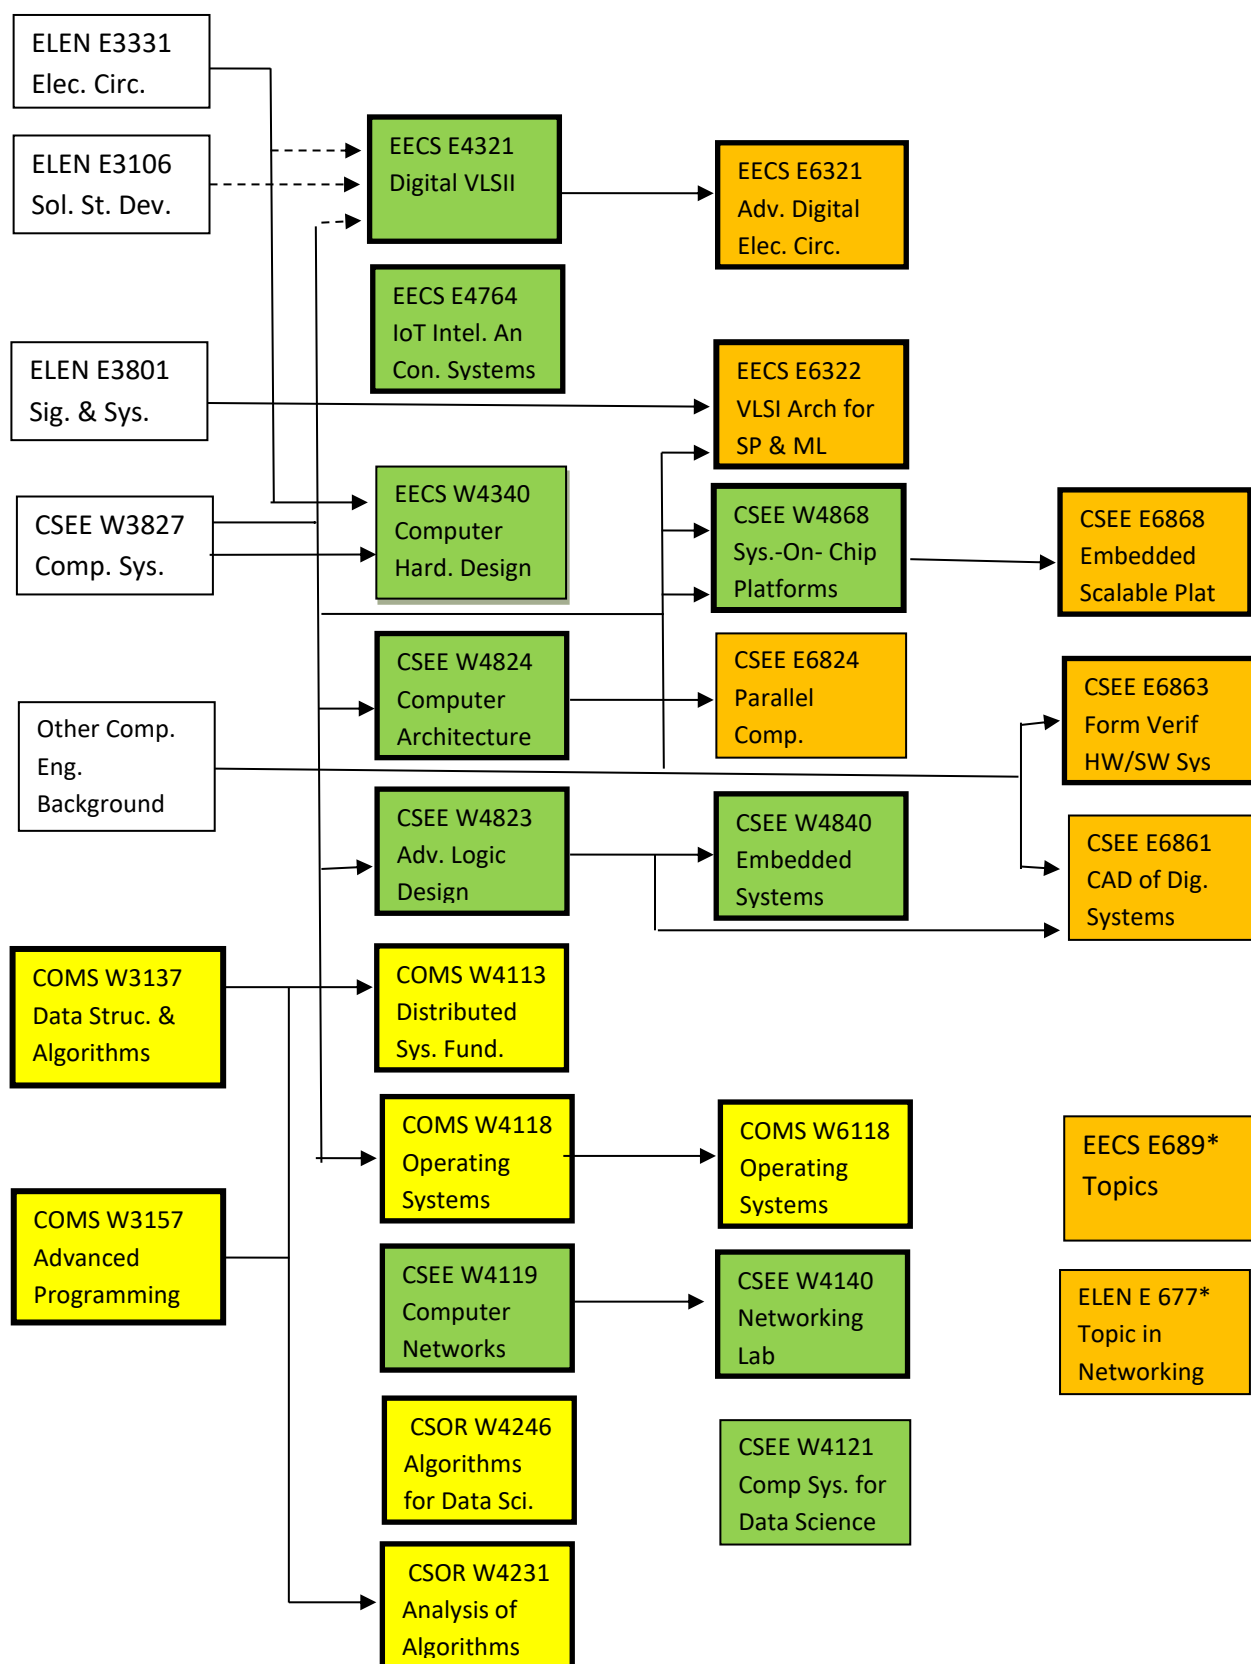 ELEN E3331
Elec. Circ.
ELEN E3106
Sol. St. Dev.
EECS E4321
Digital VLSII
EECS E6321
Adv. Digital
Elec. Circ.
EECS E4764
IoT Intel. An
Con. Systems
ELEN E3801
Sig. & Sys.
EECS E6322
VLSI Arch for
SP & ML
CSEE W3827
Comp. Sys.
EECS W4340
Computer
Hard. Design
CSEE W4868
Sys.-On- Chip
Platforms
CSEE E6868
Embedded
Scalable Plat
CSEE W4824
Computer
Architecture
CSEE E6824
Parallel
Comp.
CSEE E6863
Form Verif
HW/SW Sys
Other Comp.
Eng.
Background
CSEE W4823
Adv. Logic
Design
CSEE W4840
Embedded
Systems
CSEE E6861
CAD of Dig.
Systems
COMS W3137
Data Struc. &
Algorithms
COMS W4113
Distributed
Sys. Fund.
COMS W4118
Operating
Systems
COMS W6118
Operating
Systems
EECS E689*
Topics
COMS W3157
Advanced
Programming
CSEE W4119
Computer
Networks
CSEE W4140
Networking
Lab
ELEN E 677*
Topic in
Networking
CSOR W4246
Algorithms
for Data Sci.
CSEE W4121
Comp Sys. for
Data Science
CSOR W4231
Analysis of
Algorithms